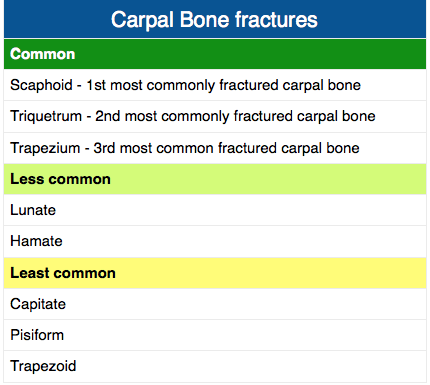 Carpal Bone fractures
Common
Scaphoid - 1st most commonly fractured carpal bone
Triquetrum - 2nd most commonly fractured carpal bone
Trapezium - 3rd most common fractured carpal bone
Less common
Lunate
Hamate
Least common
Capitate
Pisiform
Trapezoid